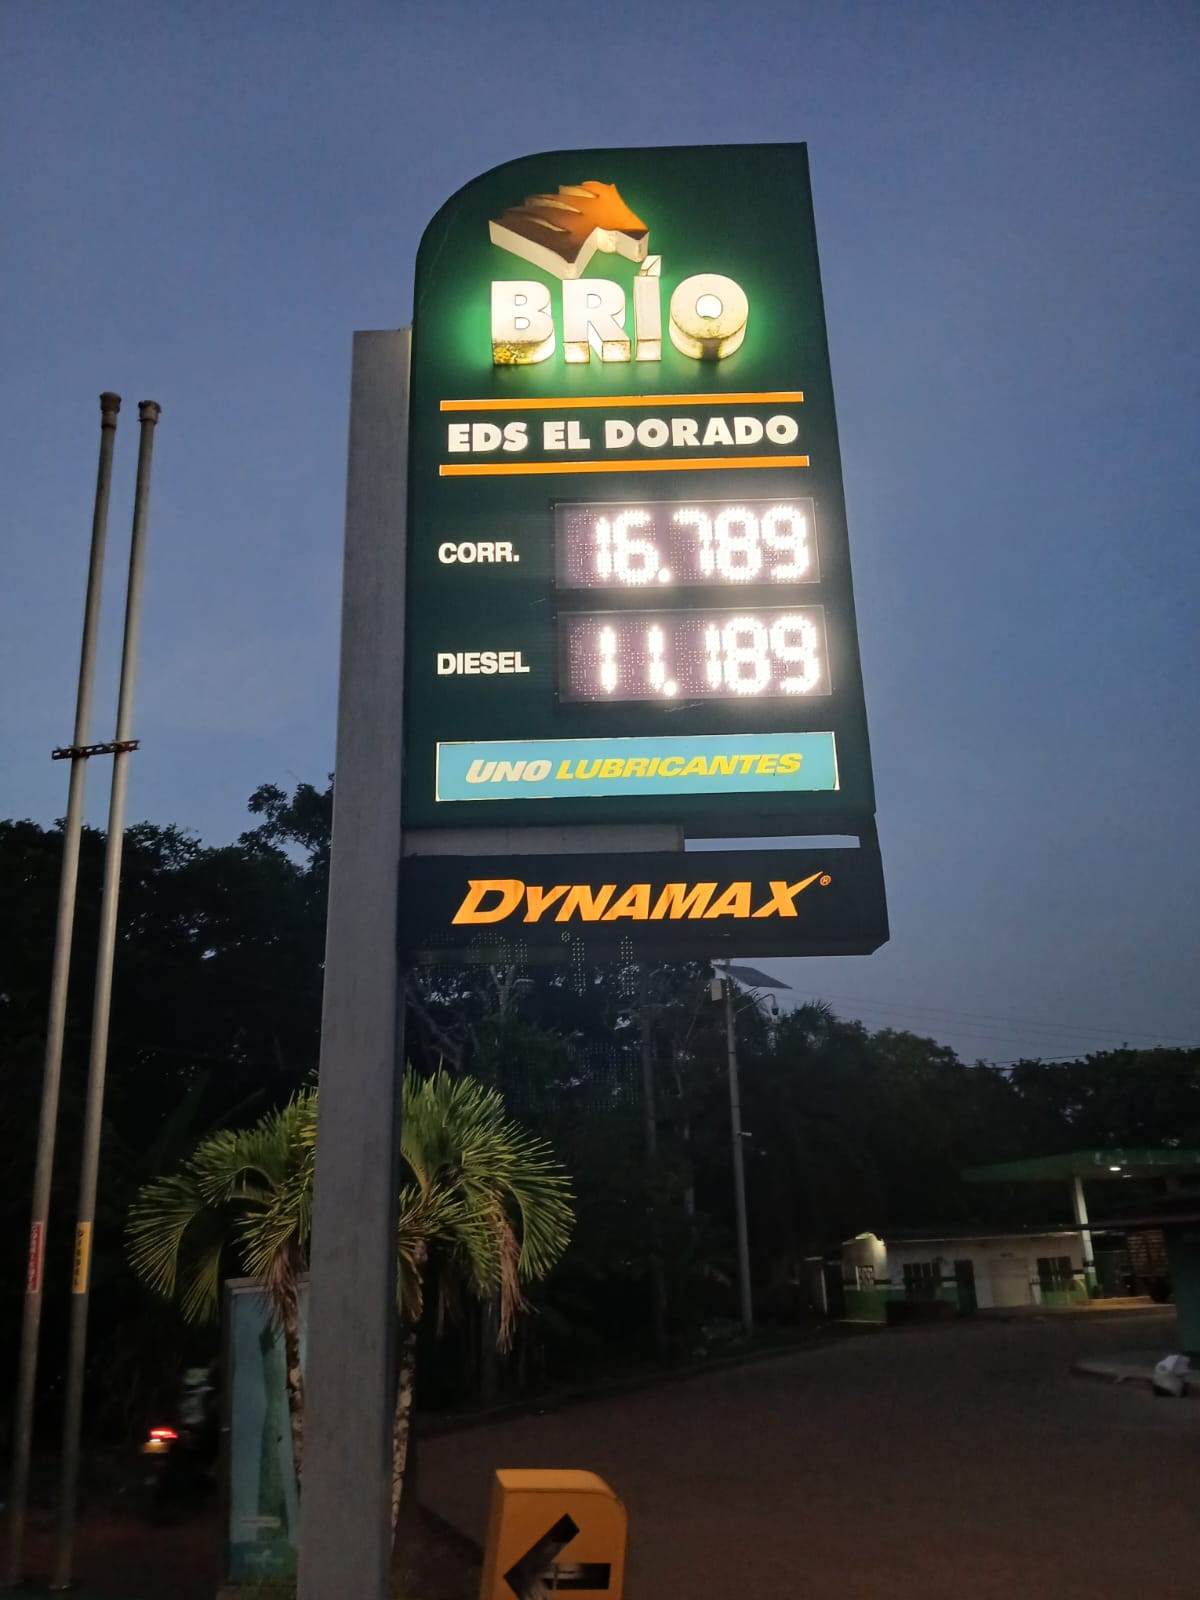 BRÍO
EDS EL DORADO
CORR. 16.789
DIESEL 11.189
UNO LUBRICANTES
DYNAMAX®